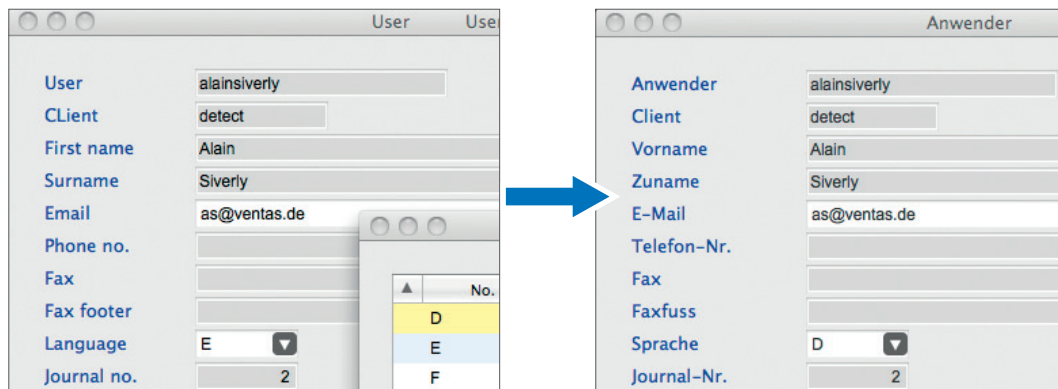 User User
User alainsiverly
CLient detect
First name Alain
Surname Siverly
Email as@ventas.de
Phone no.
Fax
Fax footer
Language E
Journal no. 2
No.
D
E
F
Anwender
Anwender alainsiverly
Client detect
Vorname Alain
Zuname Siverly
E-Mail as@ventas.de
Telefon-Nr.
Fax
Faxfuss
Sprache D
Journal-Nr. 2